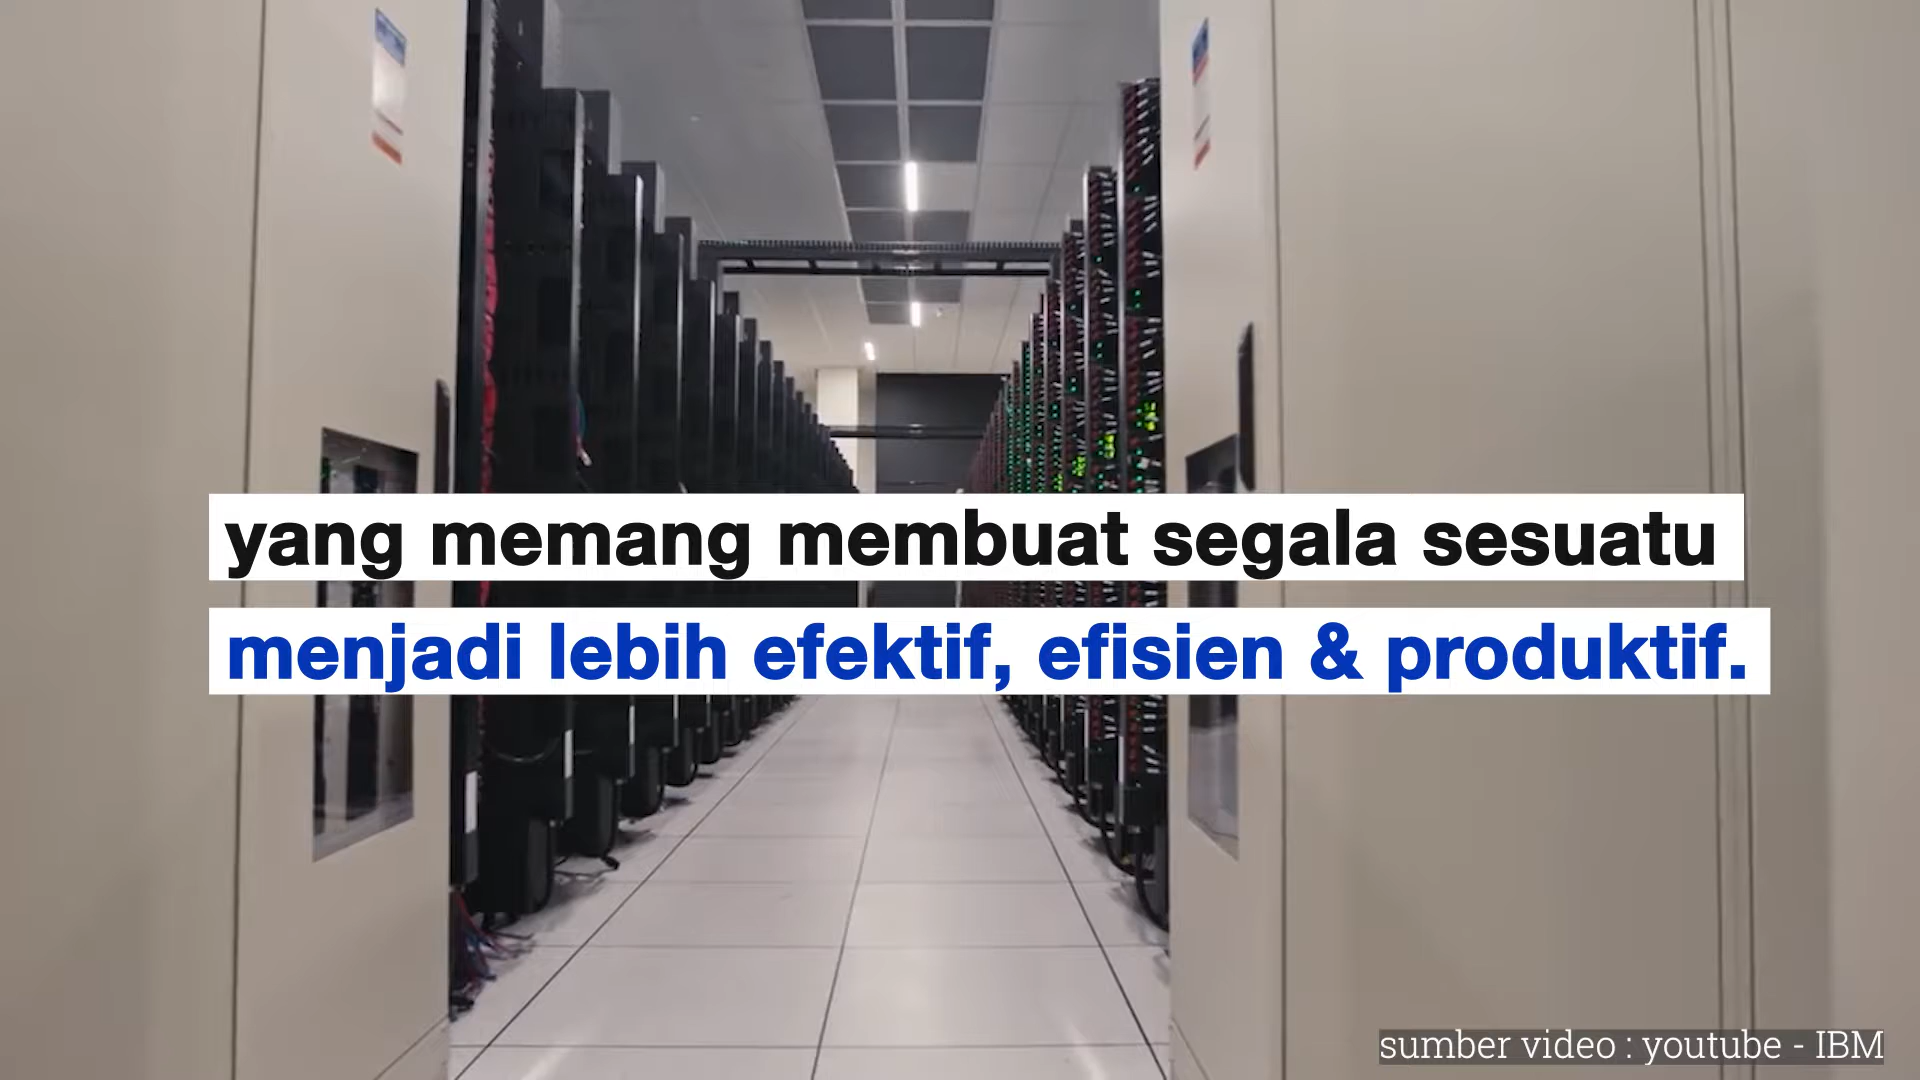 yang memang membuat segala sesuatu
menjadi lebih efektif, efisien & produktif.
sumber video : youtube - IBM